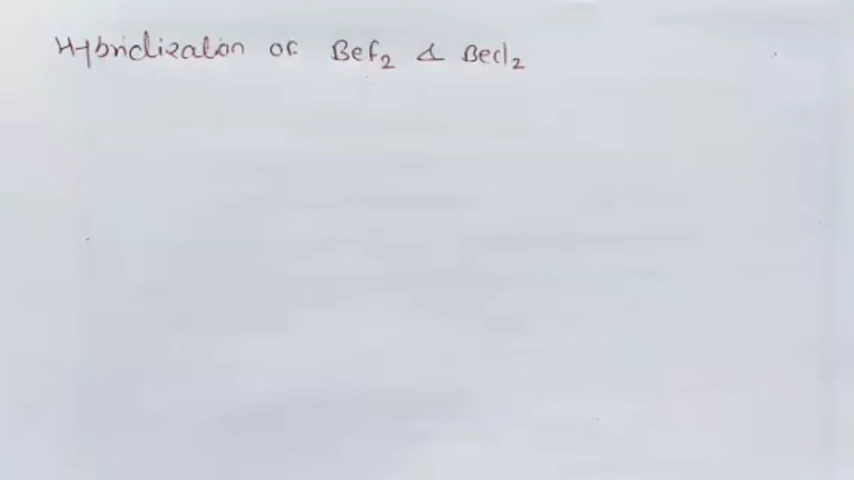 Hybridization of BeF₂ & BeCl₂